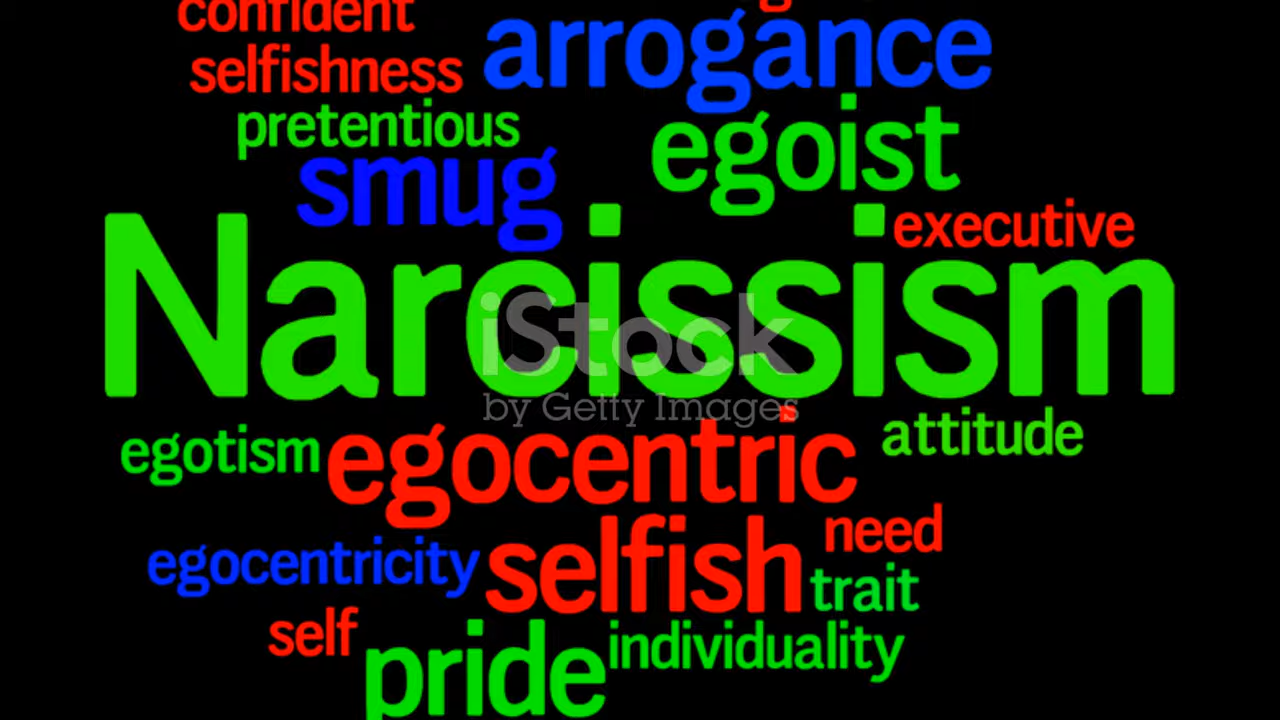 confident
selfishness
arrogance
pretentious
egoist
smug
executive
Narcissism
iStock
by Getty Images
egotism
egocentric
attitude
need
egocentricity
selfish
trait
self
pride
individuality